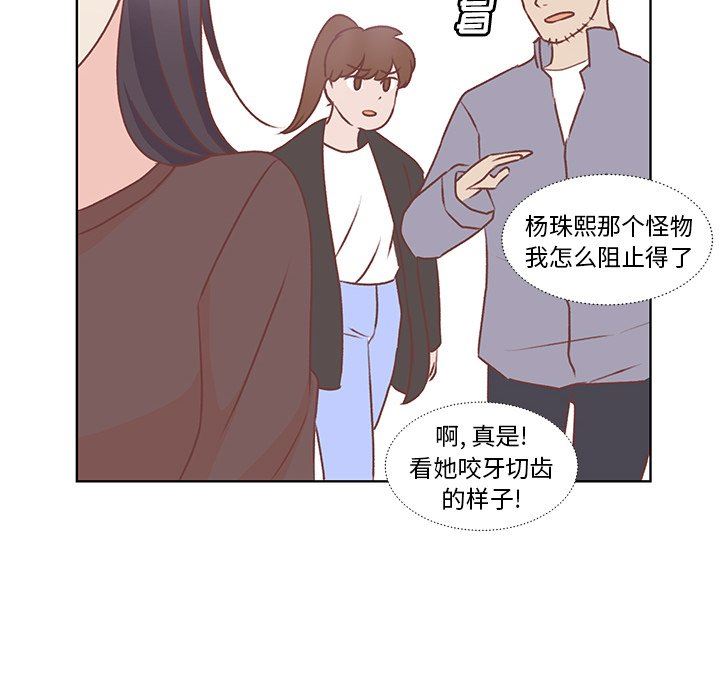 冒
杨珠熙那个怪物
我怎么阻止得了
啊, 真是!
看她咬牙切齿
的样子!